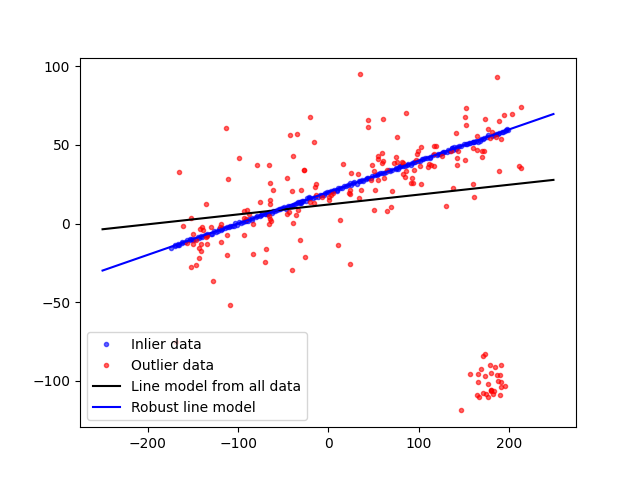 100
50
0
−50
−100
Inlier data
Outlier data
Line model from all data
Robust line model
−200 −100 0 100 200